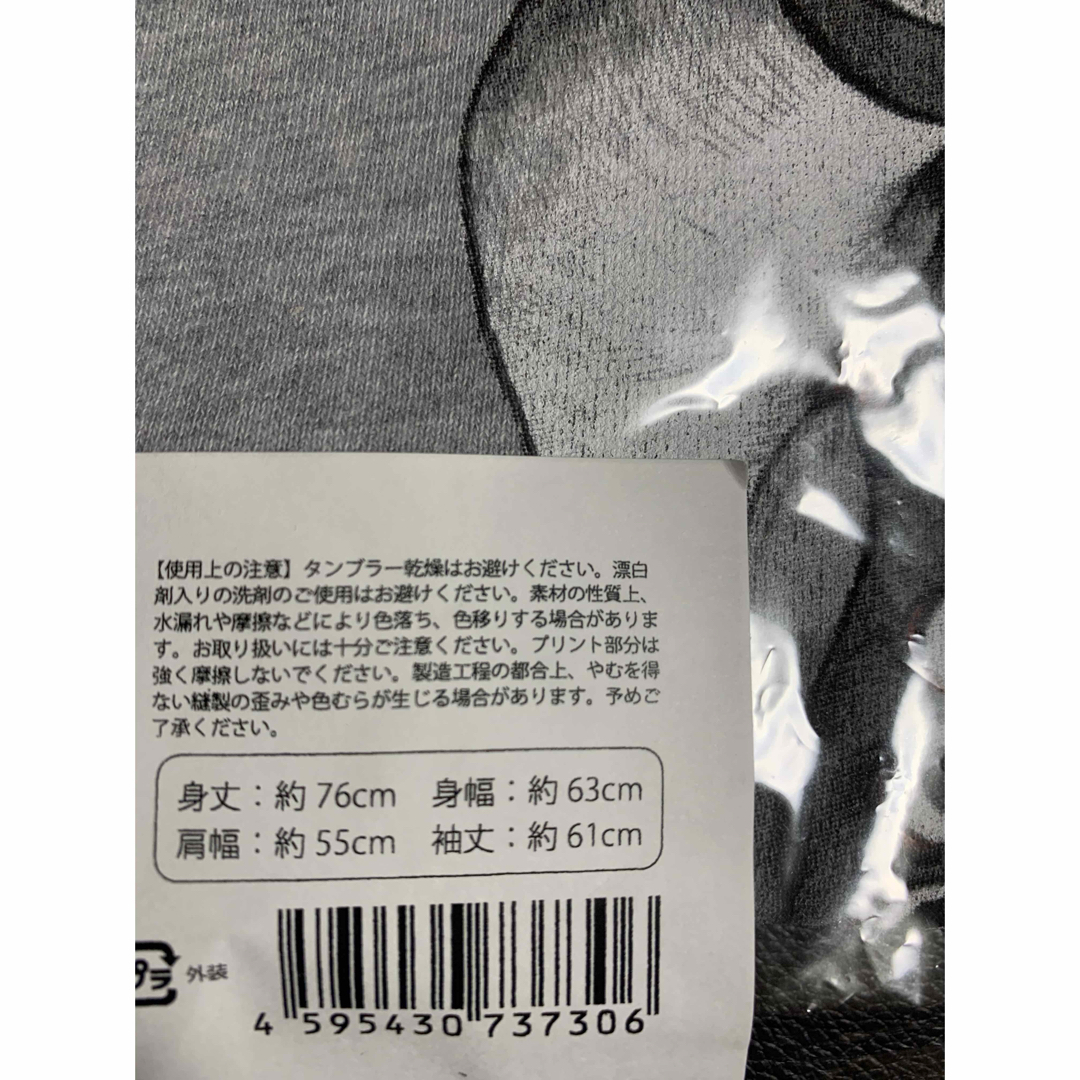 【使用上の注意】タンブラー乾燥はお避けください。漂白
剤入りの洗剤のご使用はお避けください。素材の性質上、
水漏れや摩擦などにより色落ち、色移りする場合がありま
す。お取り扱いには十分ご注意ください。プリント部分は
強く摩擦しないでください。製造工程の都合上、やむを得
ない縫製の歪みや色むらが生じる場合があります。予めご
了承ください。
身丈：約 76cm 身幅：約 63cm
肩幅：約 55cm 袖丈：約 61cm
プラ 外装
4 595430 737306